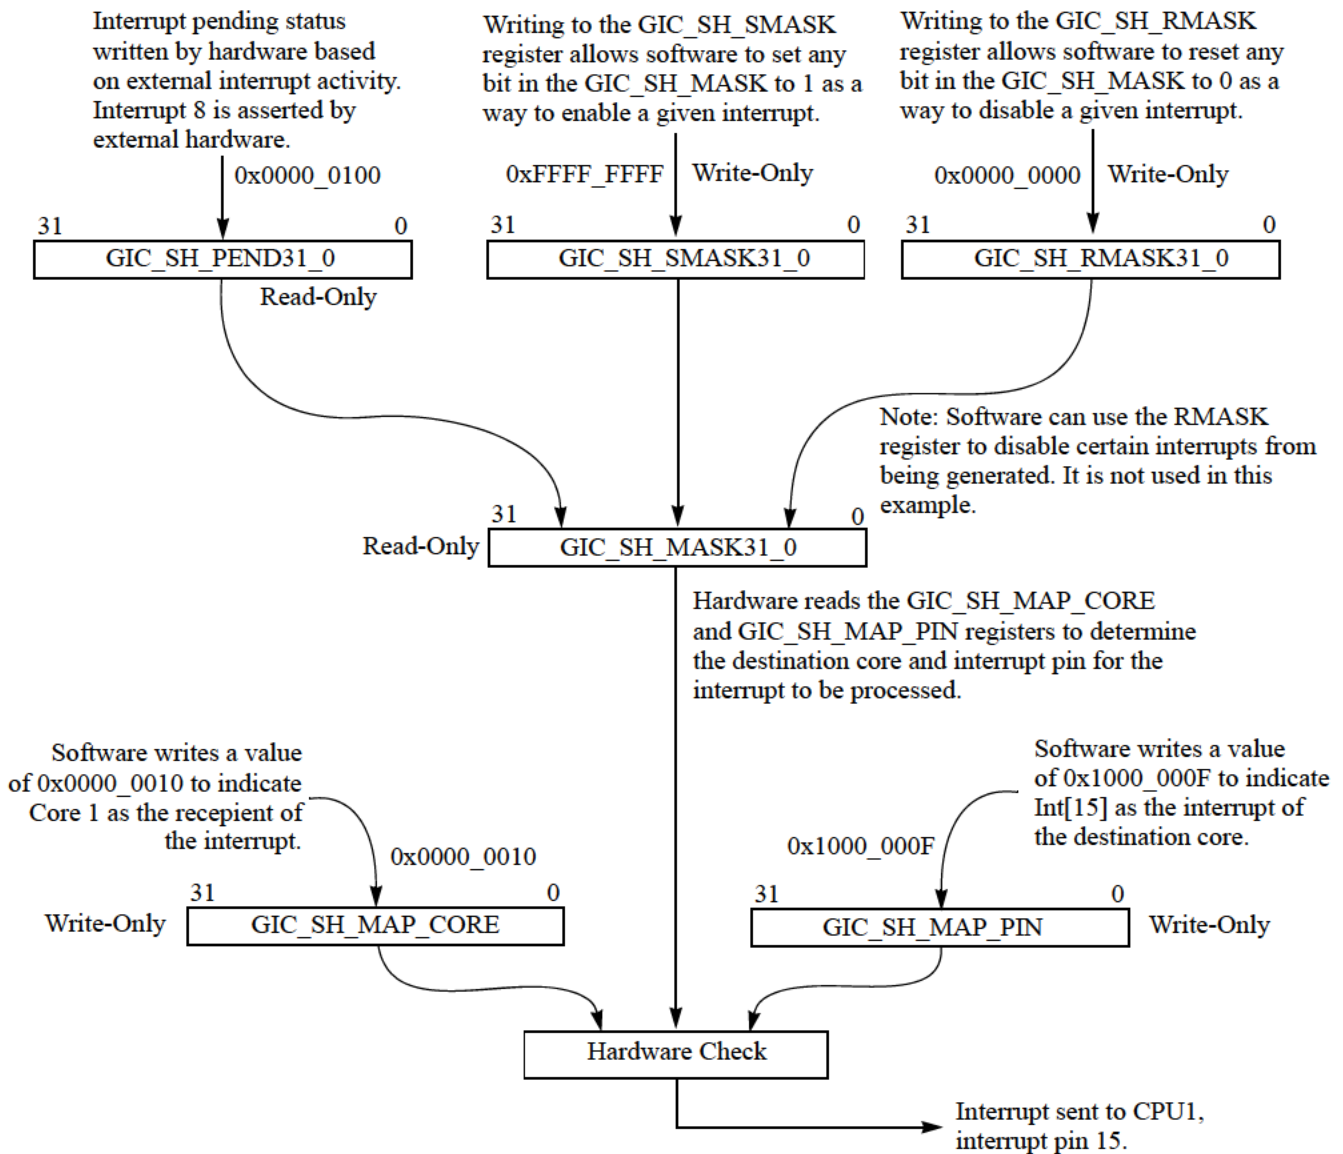 Interrupt pending status
written by hardware based
on external interrupt activity.
Interrupt 8 is asserted by
external hardware.
Writing to the GIC_SH_SMASK
register allows software to set any
bit in the GIC_SH_MASK to 1 as a
way to enable a given interrupt.
Writing to the GIC_SH_RMASK
register allows software to reset any
bit in the GIC_SH_MASK to 0 as a
way to disable a given interrupt.
0x0000_0100
0xFFFF_FFFF Write-Only
0x0000_0000 Write-Only
31 0
GIC_SH_PEND31_0
Read-Only
31 0
GIC_SH_SMASK31_0
31 0
GIC_SH_RMASK31_0
Note: Software can use the RMASK
register to disable certain interrupts from
being generated. It is not used in this
example.
31 0
Read-Only GIC_SH_MASK31_0
Hardware reads the GIC_SH_MAP_CORE
and GIC_SH_MAP_PIN registers to determine
the destination core and interrupt pin for the
interrupt to be processed.
Software writes a value
of 0x0000_0010 to indicate
Core 1 as the recepient of
the interrupt.
0x0000_0010
31 0
Write-Only GIC_SH_MAP_CORE
Software writes a value
of 0x1000_000F to indicate
Int[15] as the interrupt of
the destination core.
0x1000_000F
31 0
GIC_SH_MAP_PIN Write-Only
Hardware Check
Interrupt sent to CPU1,
interrupt pin 15.